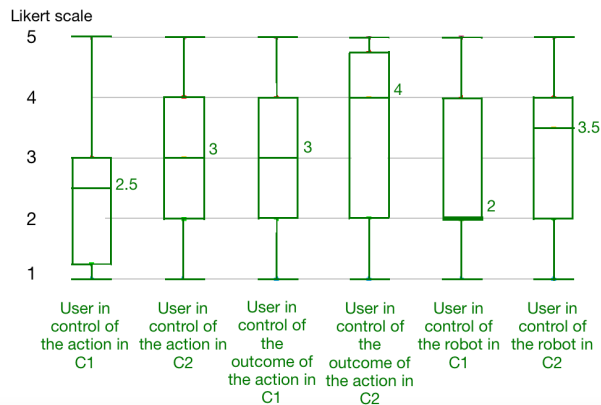 Likert scale
5
4
3
2
1
2.5
3
3
4
2
3.5
User in
control of
the action in
C1
User in
control of
the action in
C2
User in
control of
the
outcome of
the action in
C1
User in
control of
the
outcome of
the action in
C2
User in
control of
the robot in
C1
User in
control of
the robot in
C2